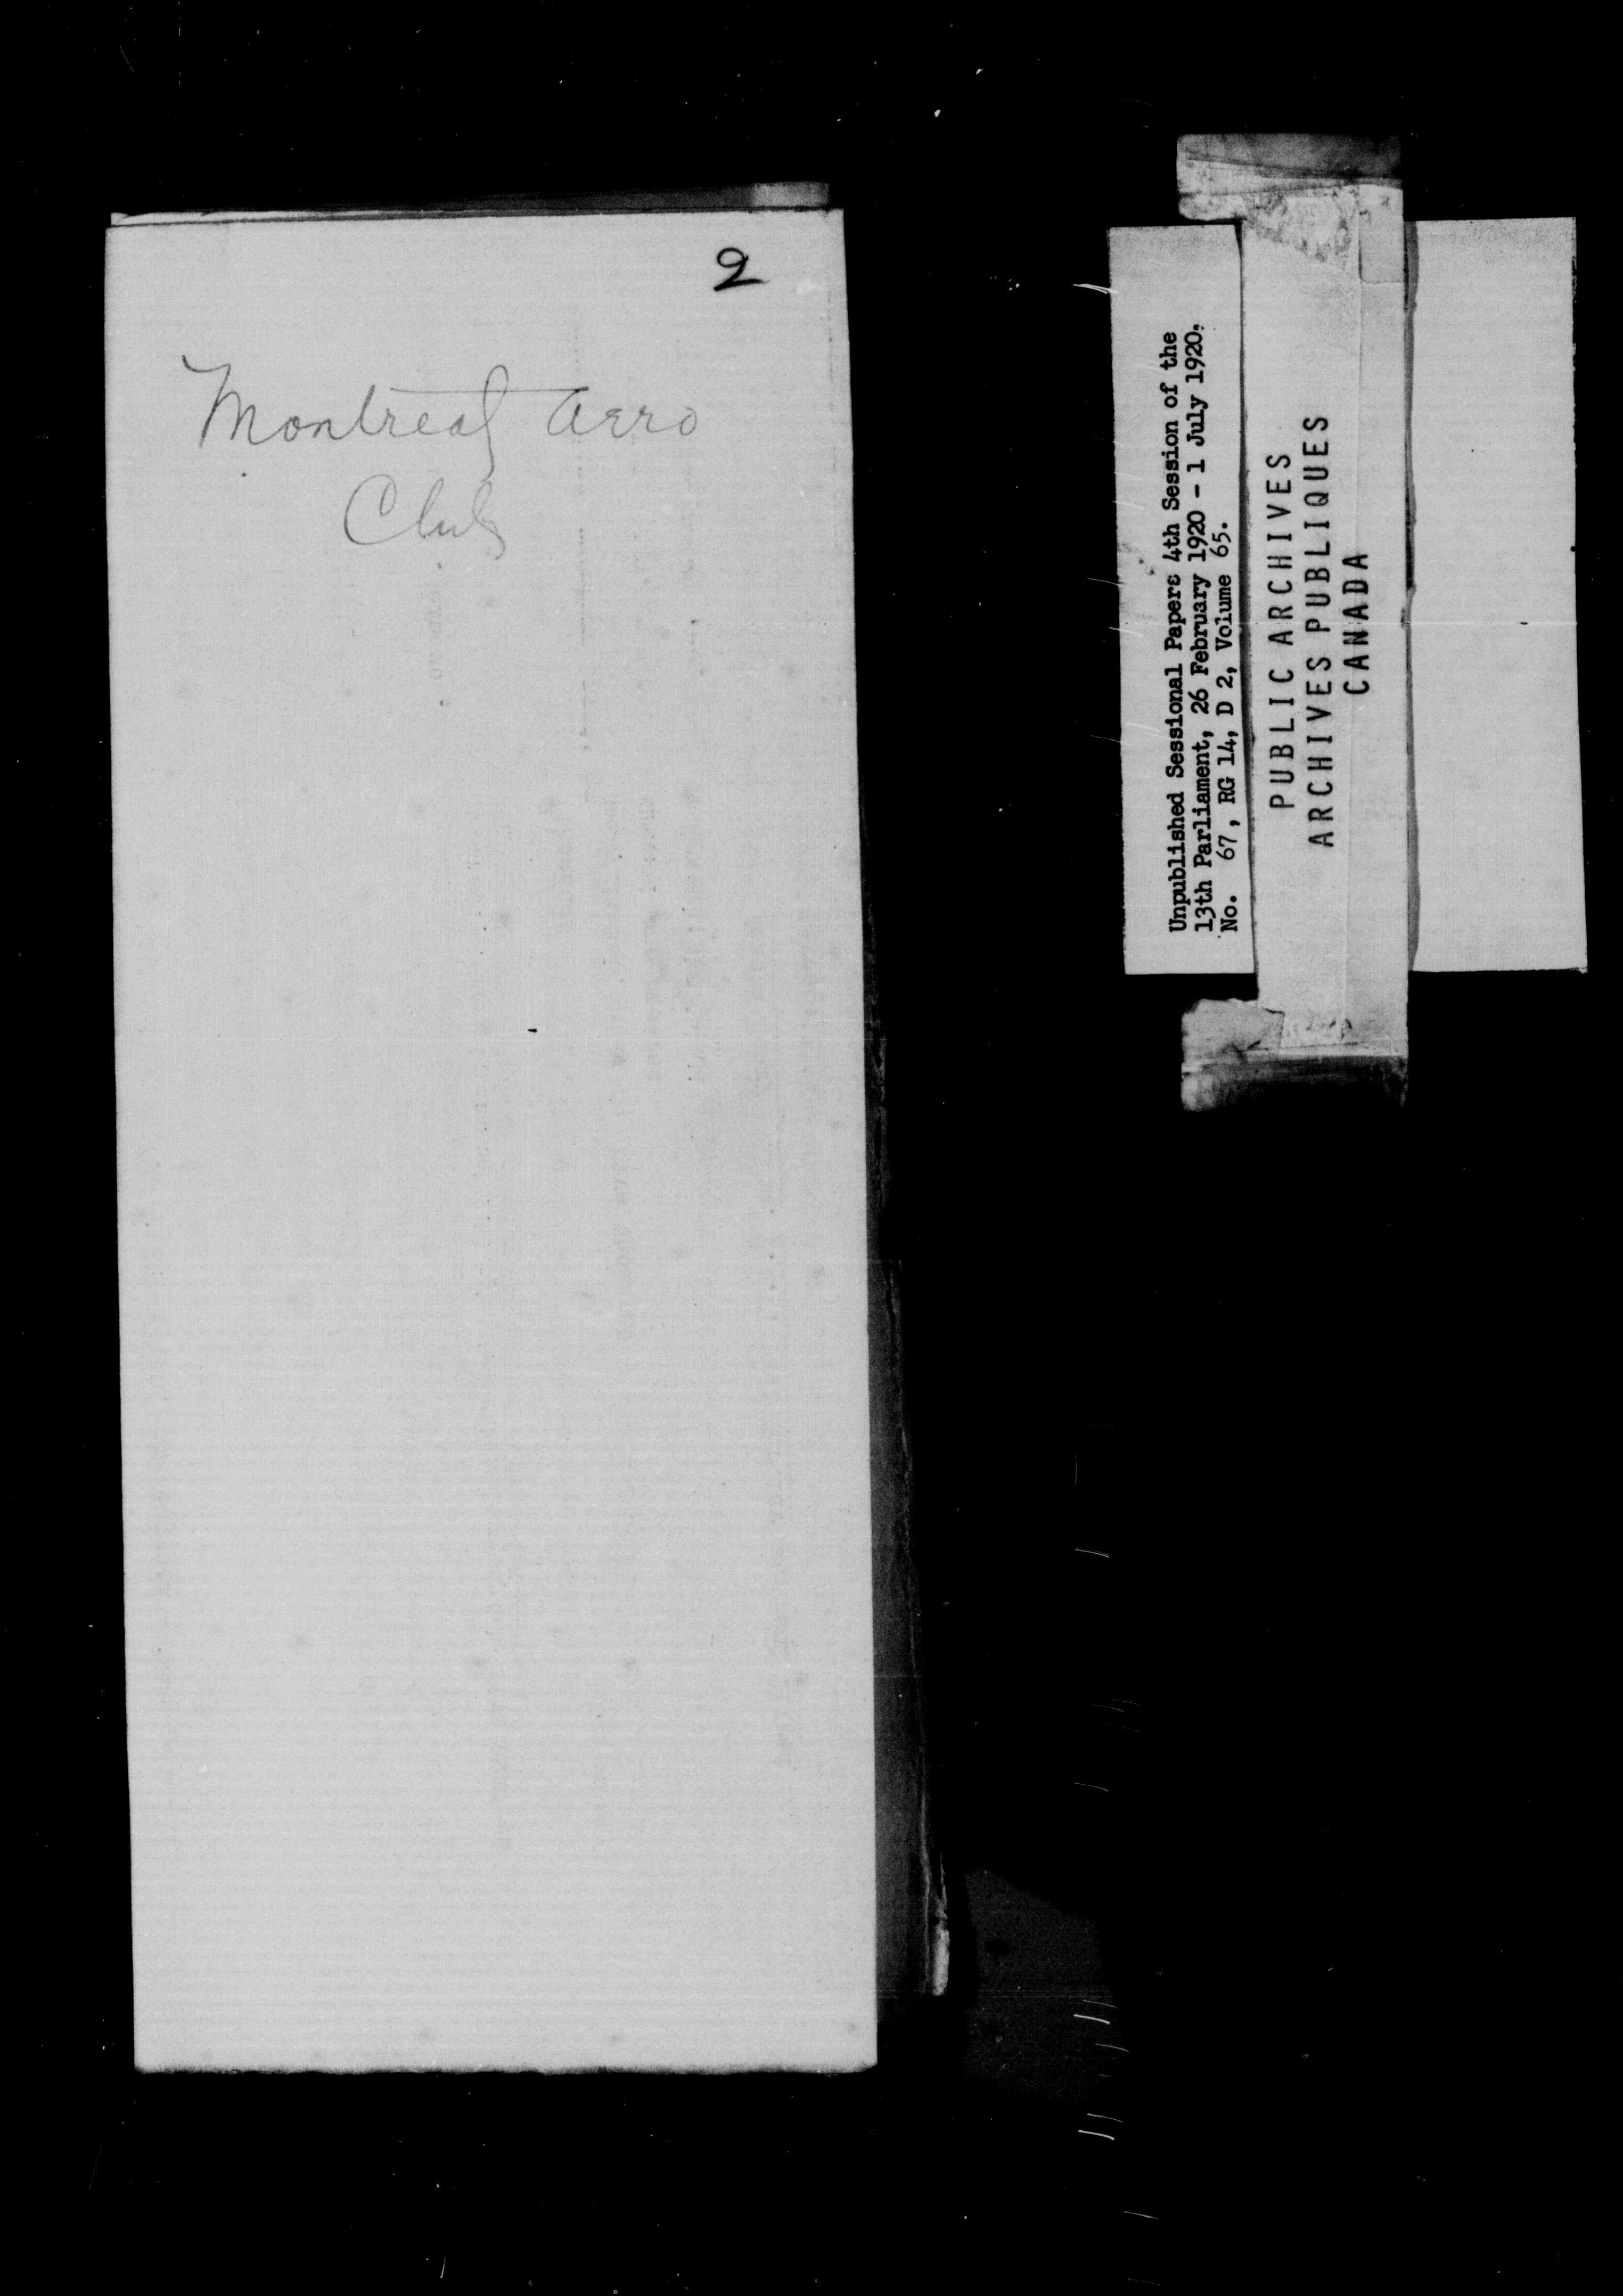 2
Montreal Aero
Club
Unpublished Sessional Papers 4th Session of the
13th Parliament, 26 February 1920 - 1 July 1920.
No. 67, RG 14, D 2, Volume 65.
PUBLIC ARCHIVES
ARCHIVES PUBLIQUES
CANADA